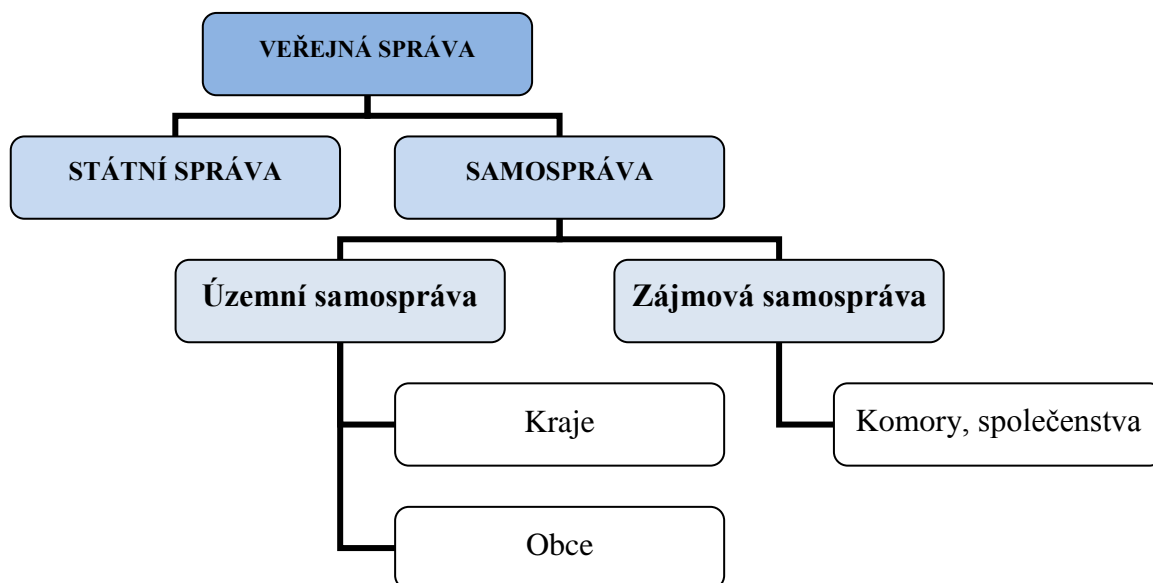 VEŘEJNÁ SPRÁVA
STÁTNÍ SPRÁVA
SAMOSPRÁVA
Územní samospráva
Zájmová samospráva
Kraje
Komory, společenstva
Obce